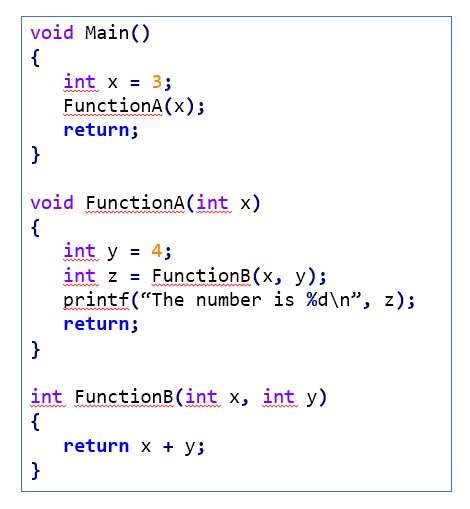 void Main()
{
int x = 3;
FunctionA(x);
return;
}
void FunctionA(int x)
{
int y = 4;
int z = FunctionB(x, y);
printf(“The number is %d\n”, z);
return;
}
int FunctionB(int x, int y)
{
return x + y;
}